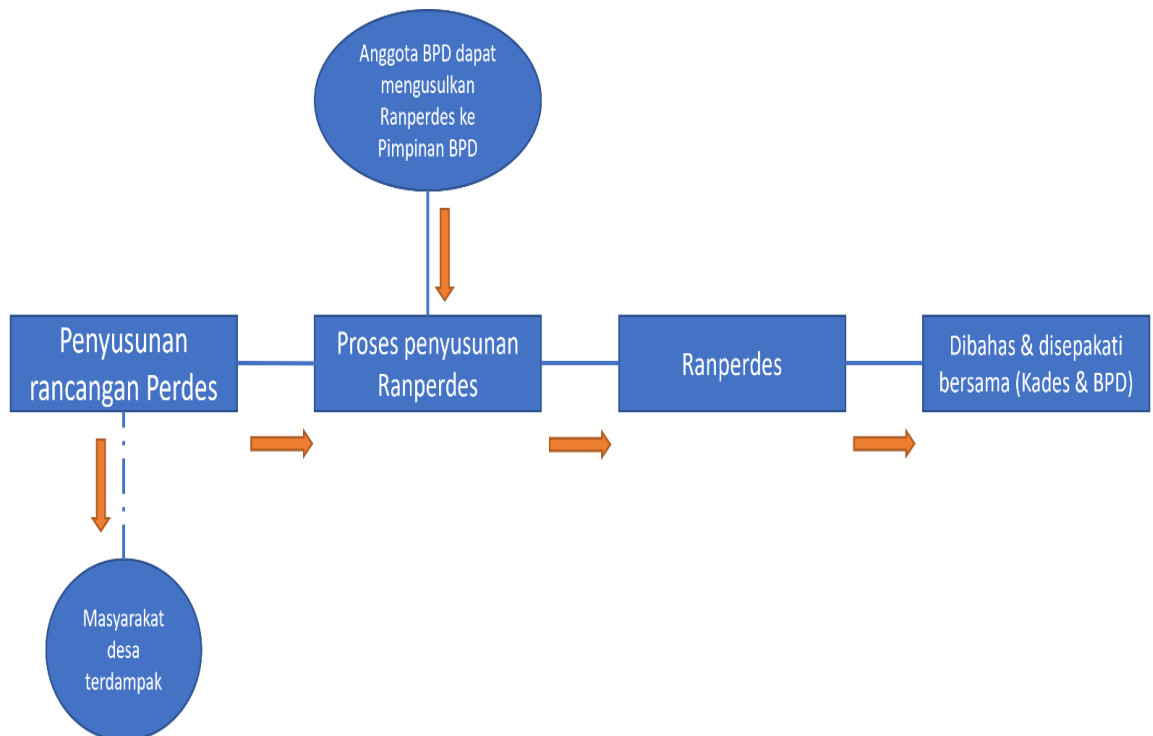 Anggota BPD dapat
mengusulkan
Ranperdes ke
Pimpinan BPD
Penyusunan
rancangan Perdes
Proses penyusunan
Ranperdes
Ranperdes
Dibahas & disepakati
bersama (Kades & BPD)
Masyarakat
desa
terdampak